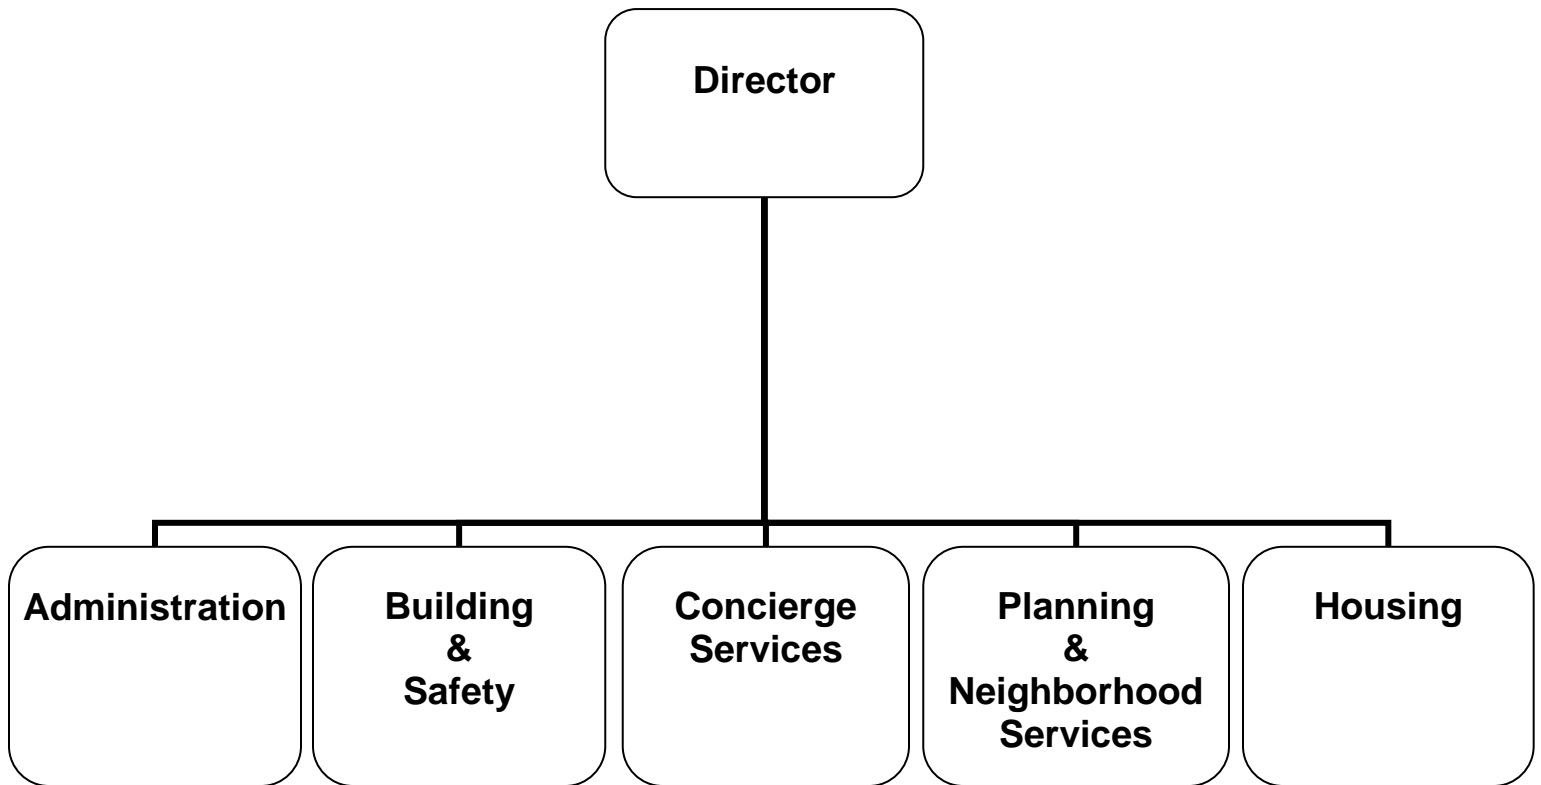 Director
Administration
Building
&
Safety
Concierge
Services
Planning
&
Neighborhood
Services
Housing